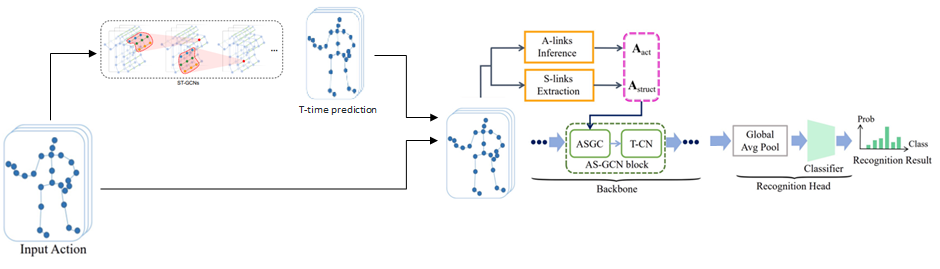 ...
ST-GCNs
T-time prediction
Input Action
A-links
Inference
S-links
Extraction
A_act
A_struct
ASGC
T-CN
AS-GCN block
Backbone
Global
Avg Pool
Classifier
Recognition Head
Prob
Class
Recognition Result